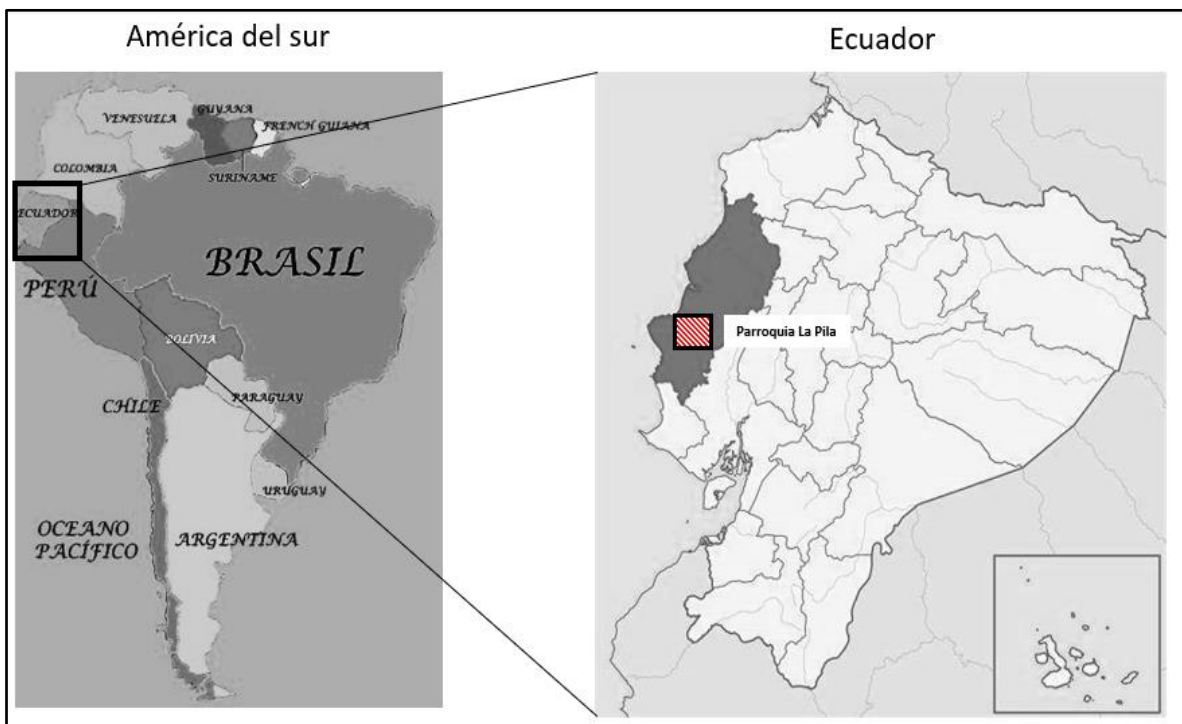 América del sur
Ecuador
VENESUELA
GUYANA
FRENCH GUIANA
COLOMBIA
SURINAME
ECUADOR
BRASIL
PERÚ
BOLIVIA
PARAGUAY
CHILE
URUGUAY
OCEANO
PACÍFICO
ARGENTINA
Parroquia La Pila